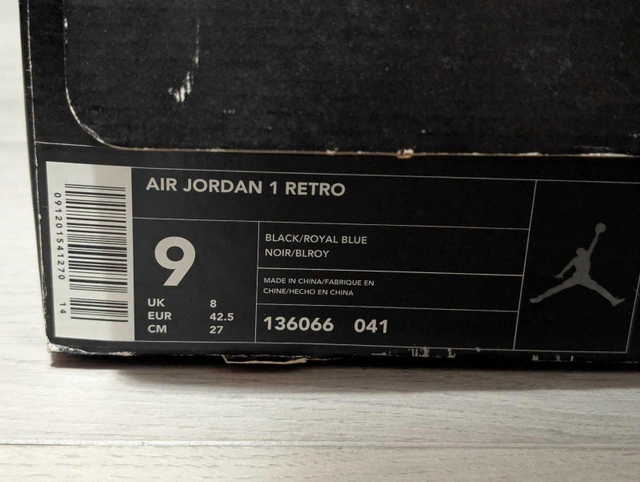 AIR JORDAN 1 RETRO
9
BLACK/ROYAL BLUE
NOIR/BLROY
MADE IN CHINA/FABRIQUE EN
CHINE/HECHO EN CHINA
UK 8
EUR 42.5
CM 27
136066 041
091201541270 14